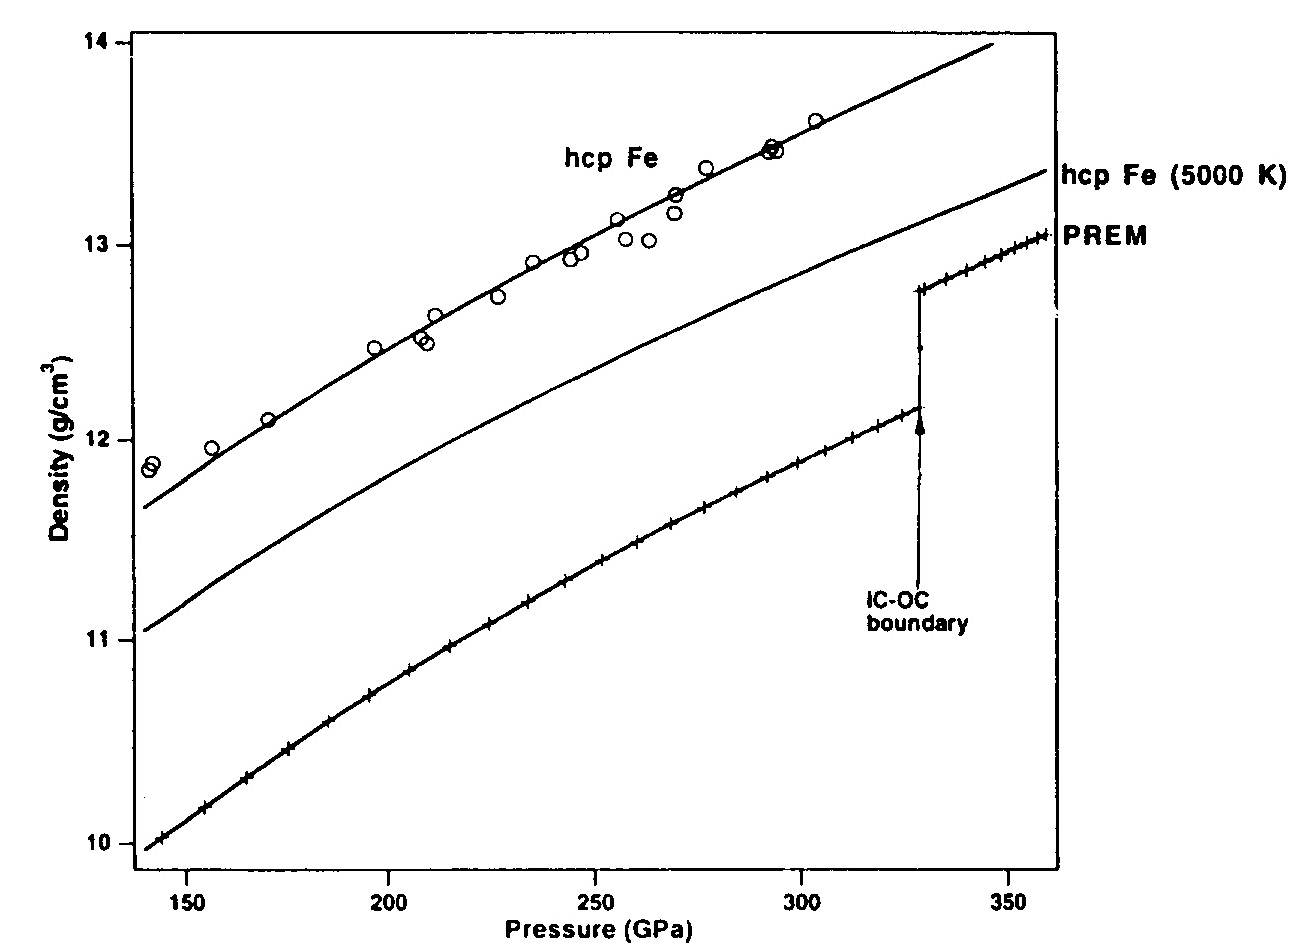 14
hcp Fe
hcp Fe (5000 K)
13
PREM
12
Density (g/cm³)
11
IC-OC
boundary
10
150 200 250 300 350
Pressure (GPa)